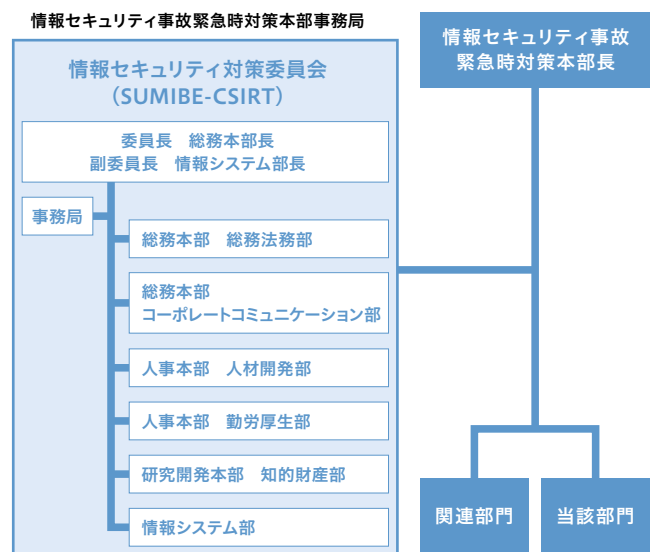 情報セキュリティ事故緊急時対策本部事務局
情報セキュリティ対策委員会
（SUMIBE-CSIRT）
委員長　総務本部長
副委員長　情報システム部長
事務局
総務本部　総務法務部
総務本部
コーポレートコミュニケーション部
人事本部　人材開発部
人事本部　勤労厚生部
研究開発本部　知的財産部
情報システム部
情報セキュリティ事故
緊急時対策本部長
関連部門
当該部門